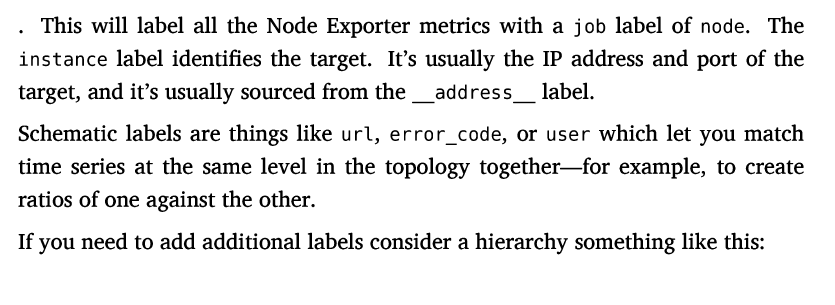 . This will label all the Node Exporter metrics with a job label of node. The
instance label identifies the target. It’s usually the IP address and port of the
target, and it’s usually sourced from the __address__ label.
Schematic labels are things like url, error_code, or user which let you match
time series at the same level in the topology together—for example, to create
ratios of one against the other.
If you need to add additional labels consider a hierarchy something like this: